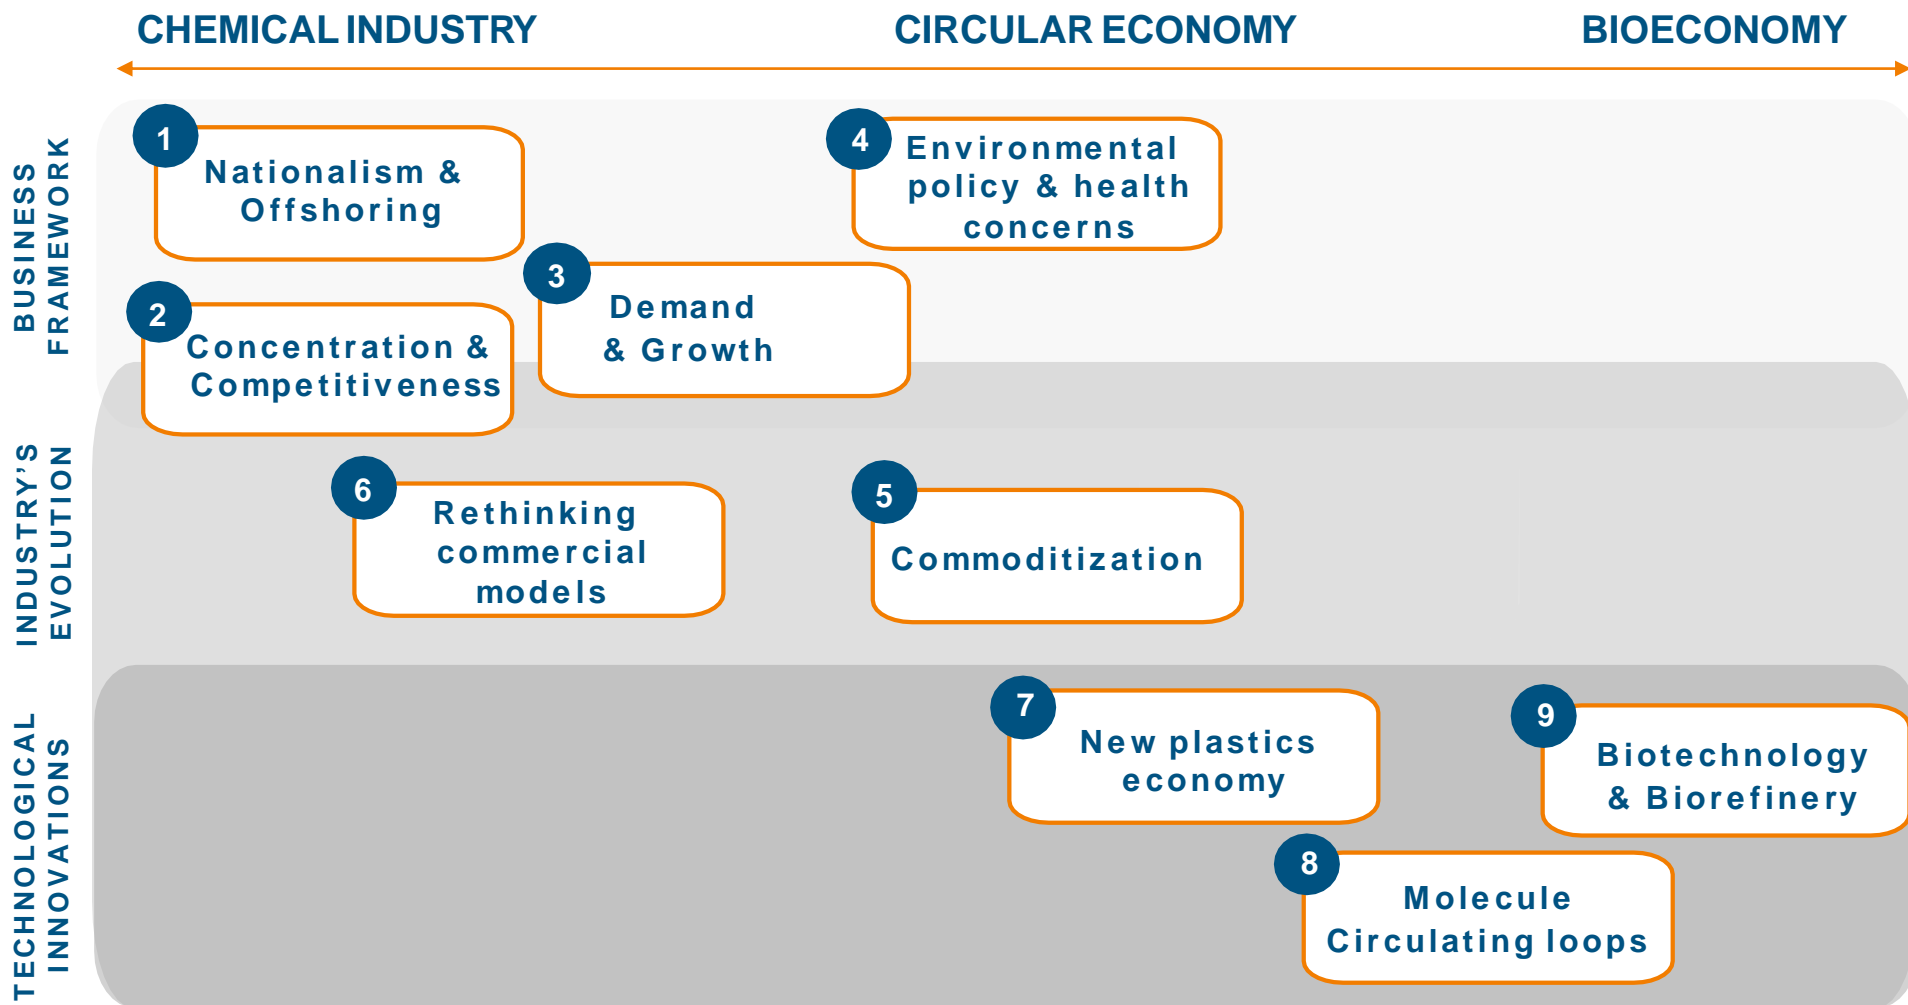 CHEMICAL INDUSTRY
CIRCULAR ECONOMY
BIOECONOMY
BUSINESS
FRAMEWORK
1
Nationalism &
Offshoring
4
Environmental
policy & health
concerns
3
Demand
& Growth
2
Concentration &
Competitiveness
INDUSTRY’S
EVOLUTION
6
Rethinking
commercial
models
5
Commoditization
TECHNOLOGICAL
INNOVATIONS
7
New plastics
economy
9
Biotechnology
& Biorefinery
8
Molecule
Circulating loops